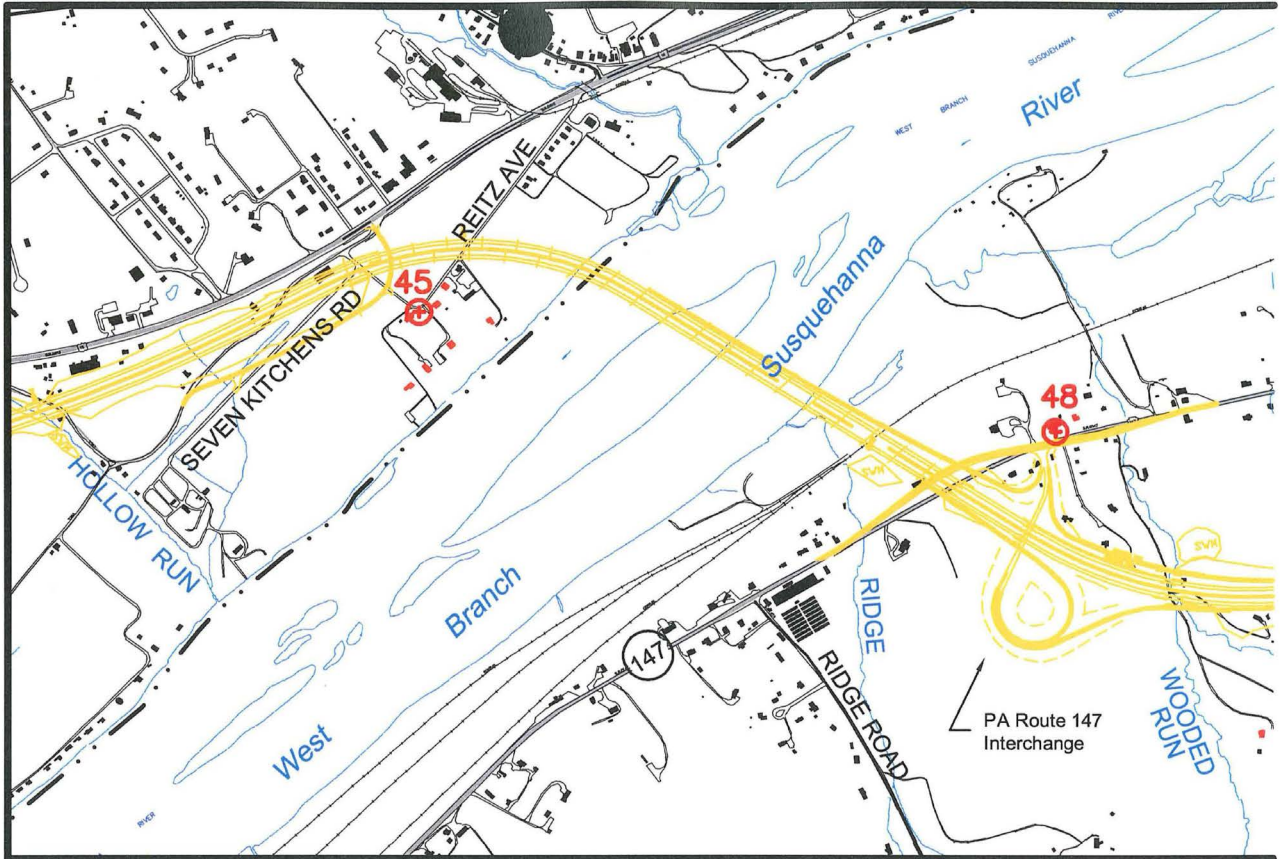 SUSQUEHANNA
River
BRANCH
WEST
REITZ AVE
Susquehanna
45
SEVEN KITCHENS RD
48
HOLLOW RUN
Branch
RIDGE
147
RIDGE ROAD
West
WOODED
RUN
PA Route 147
Interchange
RIVER